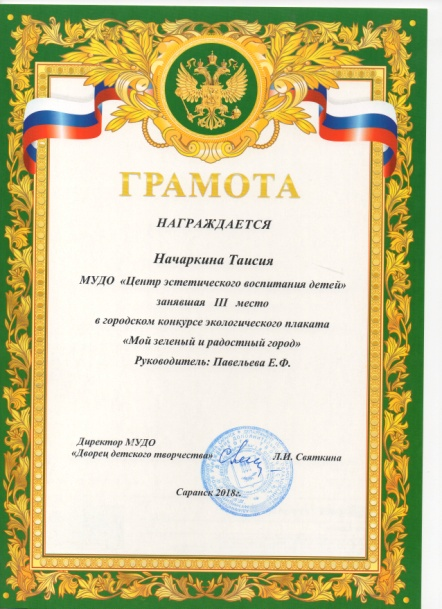 ГРАМОТА
НАГРАЖДАЕТСЯ
Начаркина Таисия
МУДО «Центр эстетического воспитания детей»
занявшая III место
в городском конкурсе экологического плаката
«Мой зеленый и радостный город»
Руководитель: Павельева Е.Ф.
Директор МУДО
«Дворец детского творчества» Л.И. Святкина
Саранск 2018г.